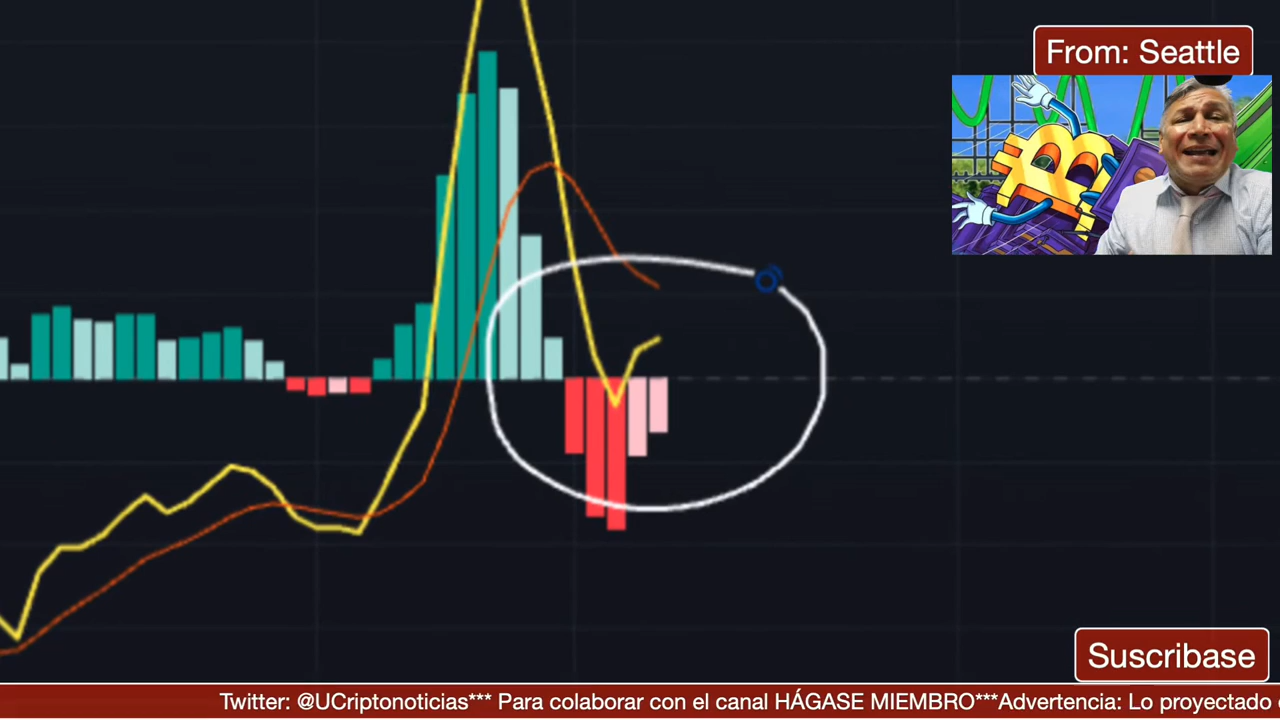 From: Seattle
Suscribase
Twitter: @UCriptonoticias*** Para colaborar con el canal HÁGASE MIEMBRO***Advertencia: Lo proyectado